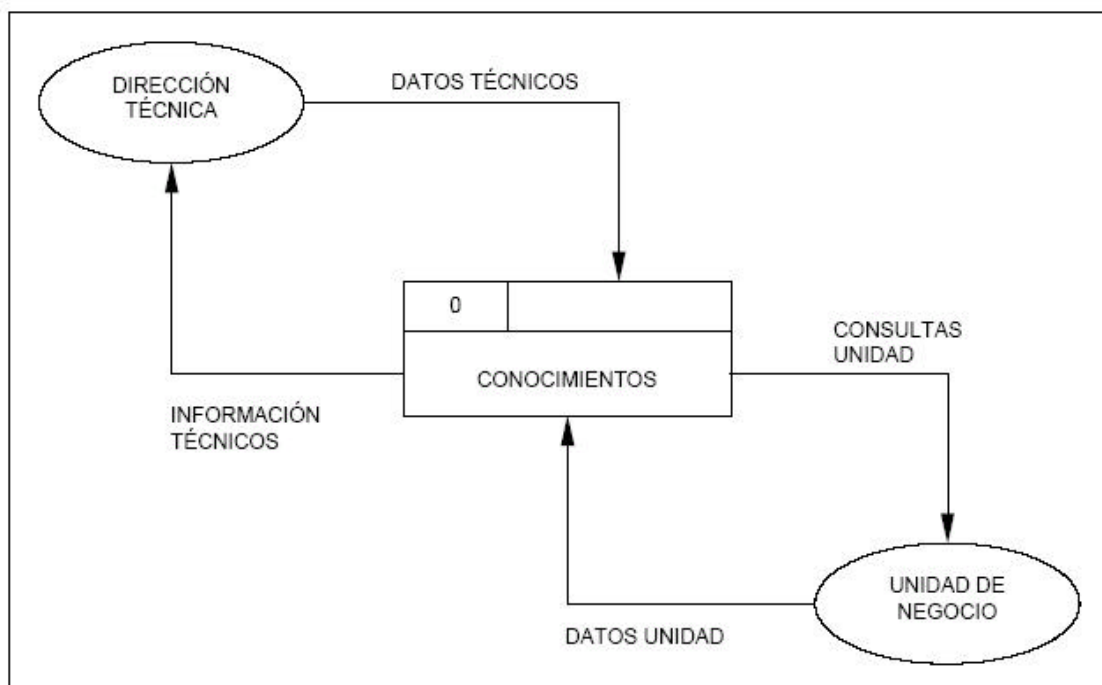 DIRECCIÓN
TÉCNICA
DATOS TÉCNICOS
0
CONOCIMIENTOS
CONSULTAS
UNIDAD
INFORMACIÓN
TÉCNICOS
UNIDAD DE
NEGOCIO
DATOS UNIDAD